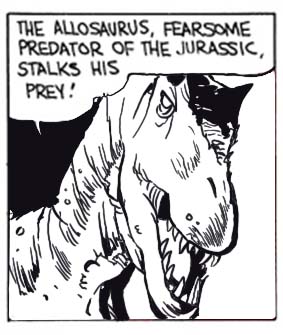 THE ALLOSAURUS, FEARSOME
PREDATOR OF THE JURASSIC,
STALKS HIS
PREY!